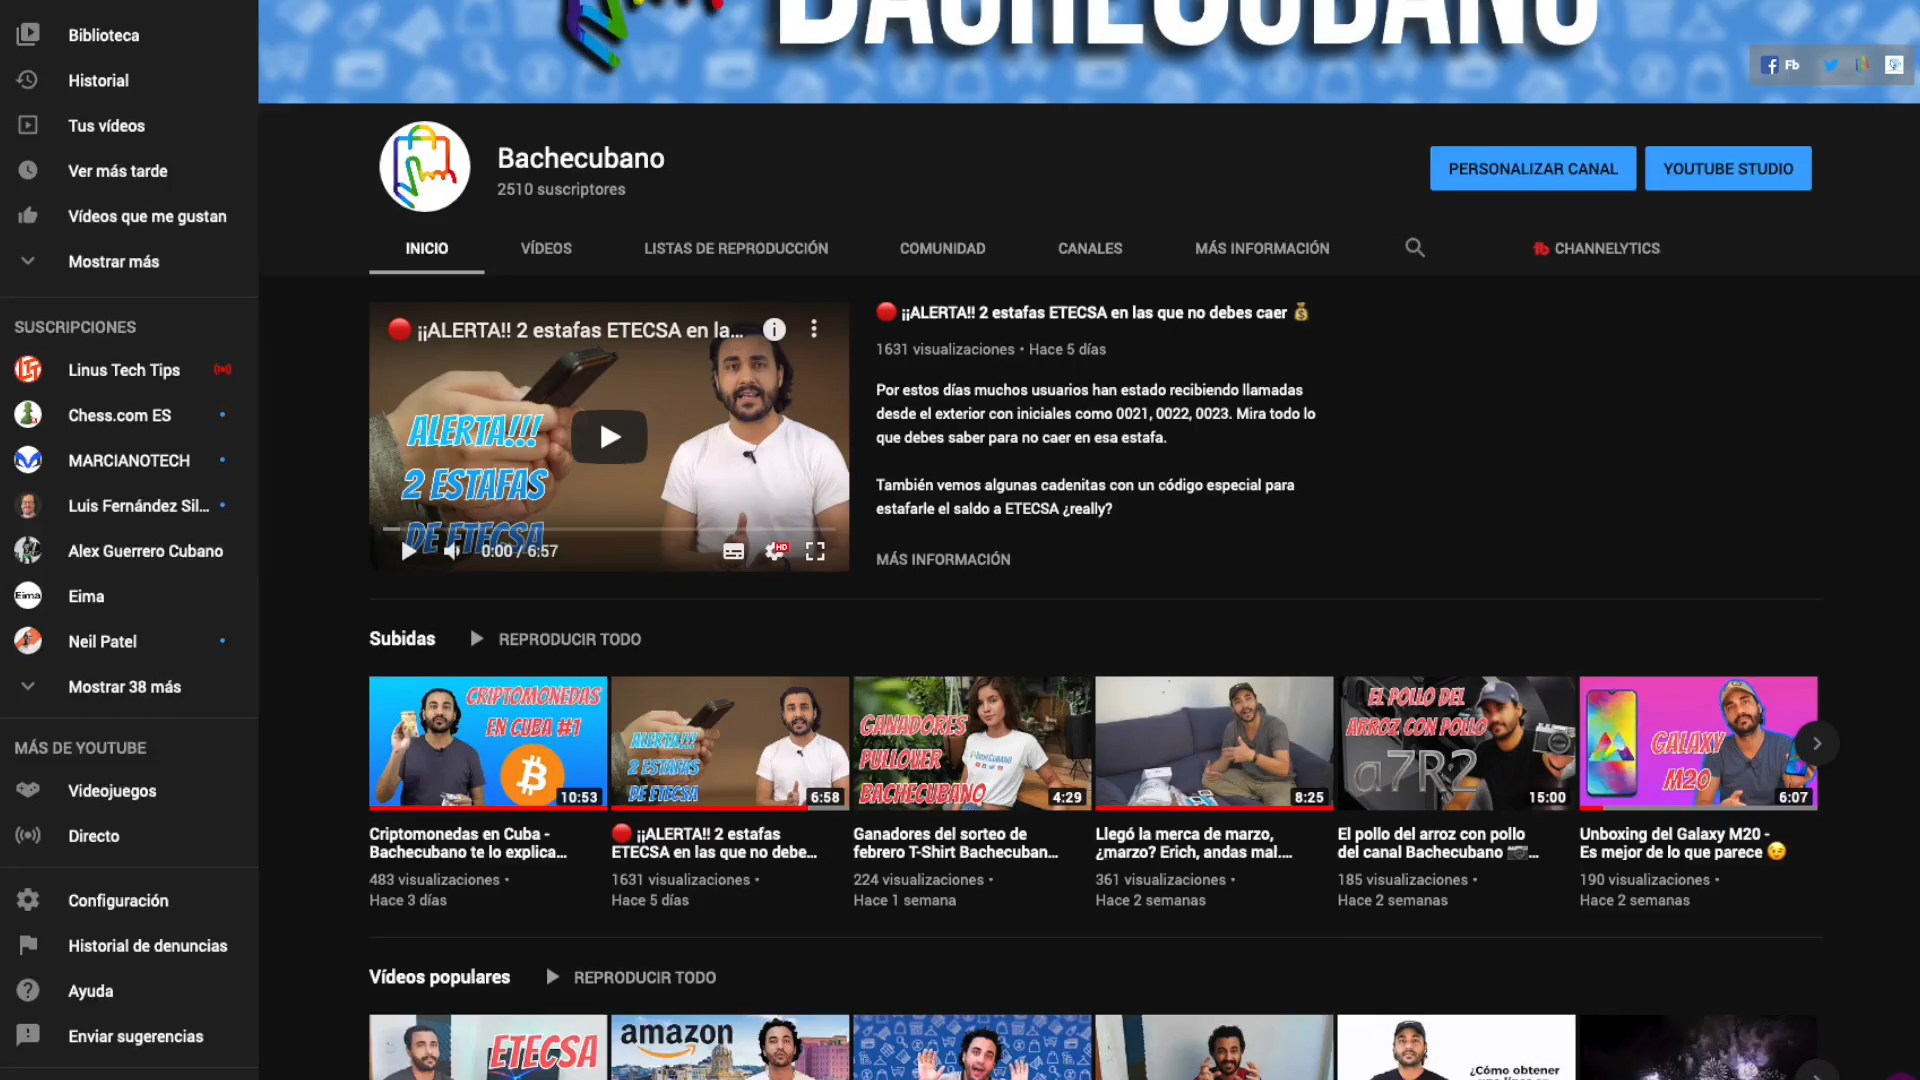 BACHECUBANO
Fb
Biblioteca
Historial
Tus vídeos
Ver más tarde
Vídeos que me gustan
Mostrar más
SUSCRIPCIONES
Linus Tech Tips
Chess.com ES
MARCIANOTECH
Luis Fernández Sil...
Alex Guerrero Cubano
Eima
Eima
Neil Patel
Mostrar 38 más
MÁS DE YOUTUBE
Videojuegos
Directo
Configuración
Historial de denuncias
Ayuda
Enviar sugerencias
Bachecubano
2510 suscriptores
PERSONALIZAR CANAL
YOUTUBE STUDIO
INICIO
VÍDEOS
LISTAS DE REPRODUCCIÓN
COMUNIDAD
CANALES
MÁS INFORMACIÓN
CHANNELYTICS
¡¡ALERTA!! 2 estafas ETECSA en la...
ALERTA!!!
2 ESTAFAS
DE ETECSA
0:00 / 6:57
HD
¡¡ALERTA!! 2 estafas ETECSA en las que no debes caer
1631 visualizaciones • Hace 5 días
Por estos días muchos usuarios han estado recibiendo llamadas
desde el exterior con iniciales como 0021, 0022, 0023. Mira todo lo
que debes saber para no caer en esa estafa.
También vemos algunas cadenitas con un código especial para
estafarle el saldo a ETECSA ¿really?
MÁS INFORMACIÓN
Subidas
REPRODUCIR TODO
CRIPTOMONEDAS
EN CUBA #1
10:53
Criptomonedas en Cuba -
Bachecubano te lo explica...
483 visualizaciones •
Hace 3 días
ALERTA!!!
2 ESTAFAS
DE ETECSA
6:58
¡¡ALERTA!! 2 estafas
ETECSA en las que no debe...
1631 visualizaciones •
Hace 5 días
GANADORES
PULLOVER
BACHECUBANO
4:29
Ganadores del sorteo de
febrero T-Shirt Bachecuban...
224 visualizaciones •
Hace 1 semana
8:25
Llegó la merca de marzo,
¿marzo? Erich, andas mal....
361 visualizaciones •
Hace 2 semanas
EL POLLO DEL
ARROZ CON POLLO
a7R2
15:00
El pollo del arroz con pollo
del canal Bachecubano 📷...
185 visualizaciones •
Hace 2 semanas
GALAXY
M20
6:07
Unboxing del Galaxy M20 -
Es mejor de lo que parece 😉
190 visualizaciones •
Hace 2 semanas
Vídeos populares
REPRODUCIR TODO
ETECSA
amazon
¿Cómo obtener